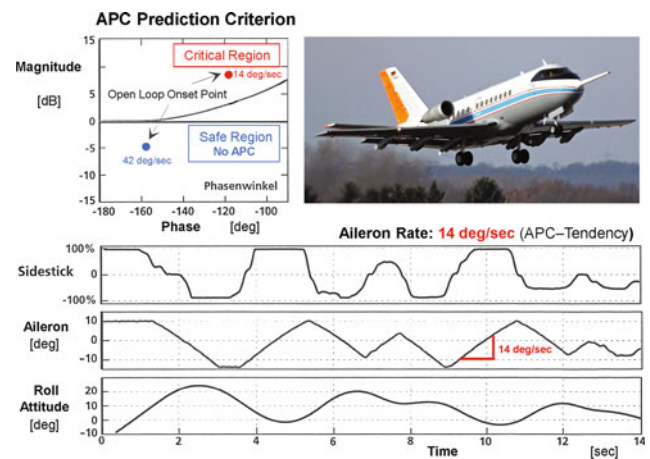 APC Prediction Criterion
Magnitude
[dB]
15
10
5
0
-5
-10
-15
Critical Region
14 deg/sec
Open Loop Onset Point
Safe Region
No APC
42 deg/sec
Phasenwinkel
-180 -160 -140 -120 -100
Phase [deg]
Aileron Rate: 14 deg/sec (APC–Tendency)
Sidestick
100%
0
-100%
Aileron
[deg]
10
0
-10
14 deg/sec
Roll
Attitude
[deg]
20
10
0
-10
0 2 4 6 8 10 12 14
Time [sec]